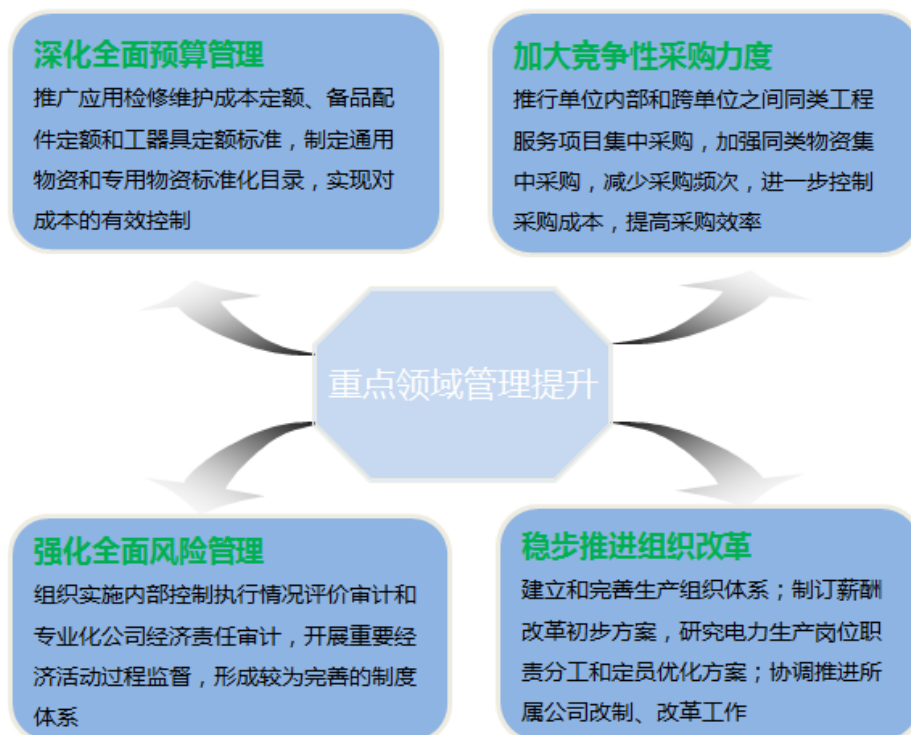 深化全面预算管理
推广应用检修维护成本定额、备品配
件定额和工器具定额标准，制定通用
物资和专用物资标准化目录，实现对
成本的有效控制
加大竞争性采购力度
推行单位内部和跨单位之间同类工程
服务项目集中采购，加强同类物资集
中采购，减少采购频次，进一步控制
采购成本，提高采购效率
重点领域管理提升
强化全面风险管理
组织实施内部控制执行情况评价审计和
专业化公司经济责任审计，开展重要经
济活动过程监督，形成较为完善的制度
体系
稳步推进组织改革
建立和完善生产组织体系；制订薪酬
改革初步方案，研究电力生产岗位职
责分工和定员优化方案；协调推进所
属公司改制、改革工作